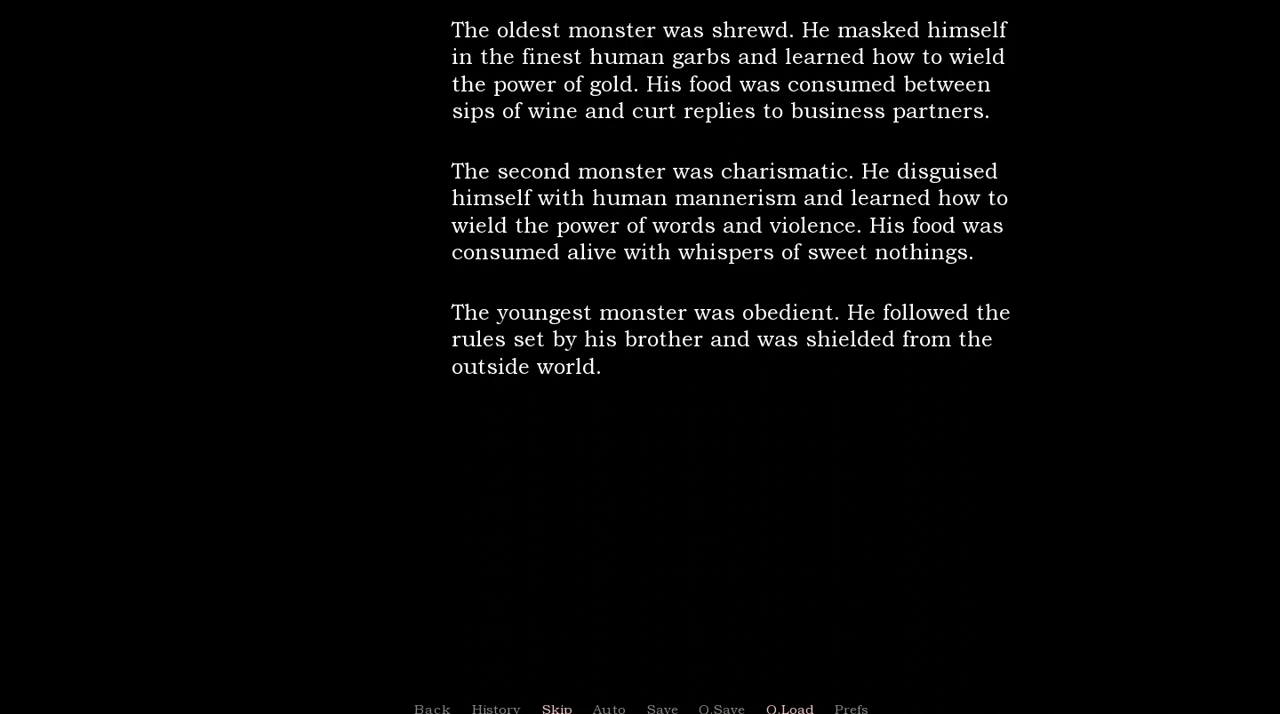 The oldest monster was shrewd. He masked himself
in the finest human garbs and learned how to wield
the power of gold. His food was consumed between
sips of wine and curt replies to business partners.
The second monster was charismatic. He disguised
himself with human mannerism and learned how to
wield the power of words and violence. His food was
consumed alive with whispers of sweet nothings.
The youngest monster was obedient. He followed the
rules set by his brother and was shielded from the
outside world.
Back History Skip Auto Save Q.Save Q.Load Prefs